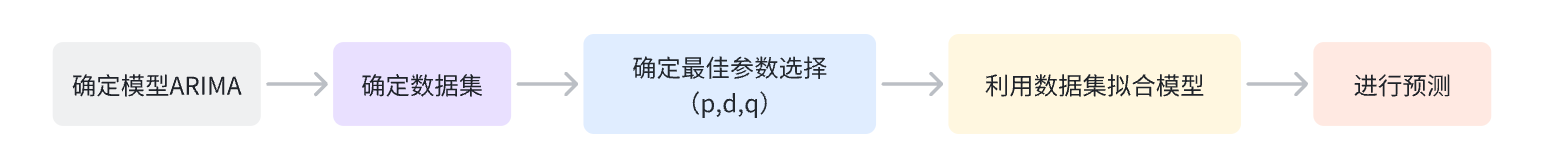 确定模型ARIMA
确定数据集
确定最佳参数选择
（p,d,q）
利用数据集拟合模型
进行预测